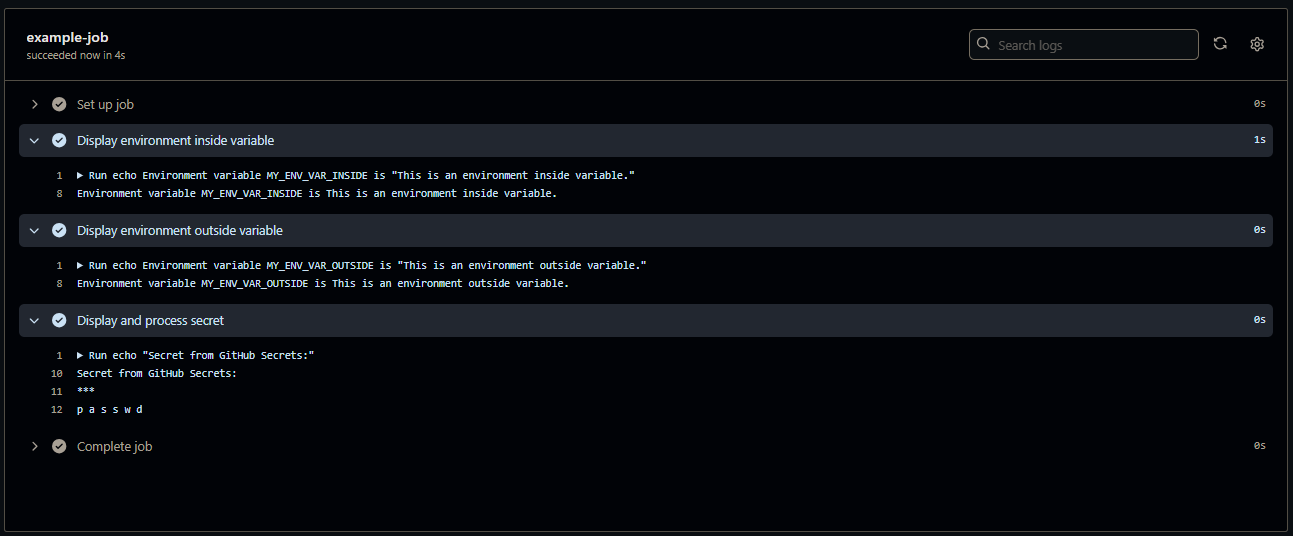 example-job
succeeded now in 4s
Search logs
Set up job 0s
Display environment inside variable 1s
1 Run echo Environment variable MY_ENV_VAR_INSIDE is "This is an environment inside variable."
8 Environment variable MY_ENV_VAR_INSIDE is This is an environment inside variable.
Display environment outside variable 0s
1 Run echo Environment variable MY_ENV_VAR_OUTSIDE is "This is an environment outside variable."
8 Environment variable MY_ENV_VAR_OUTSIDE is This is an environment outside variable.
Display and process secret 0s
1 Run echo "Secret from GitHub Secrets:"
10 Secret from GitHub Secrets:
11 ***
12 p a s s w d
Complete job 0s